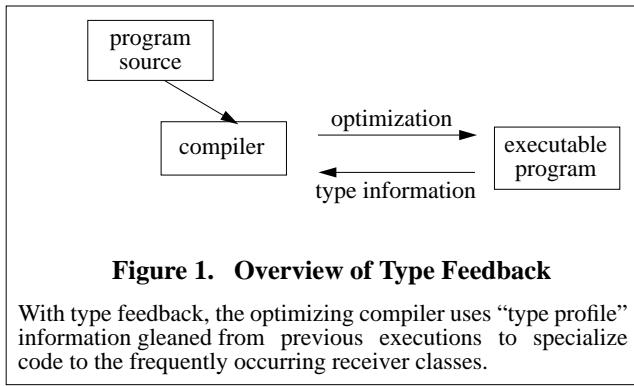 program
source
optimization
compiler
executable
program
type information
Figure 1. Overview of Type Feedback
With type feedback, the optimizing compiler uses “type profile”
information gleaned from previous executions to specialize
code to the frequently occurring receiver classes.